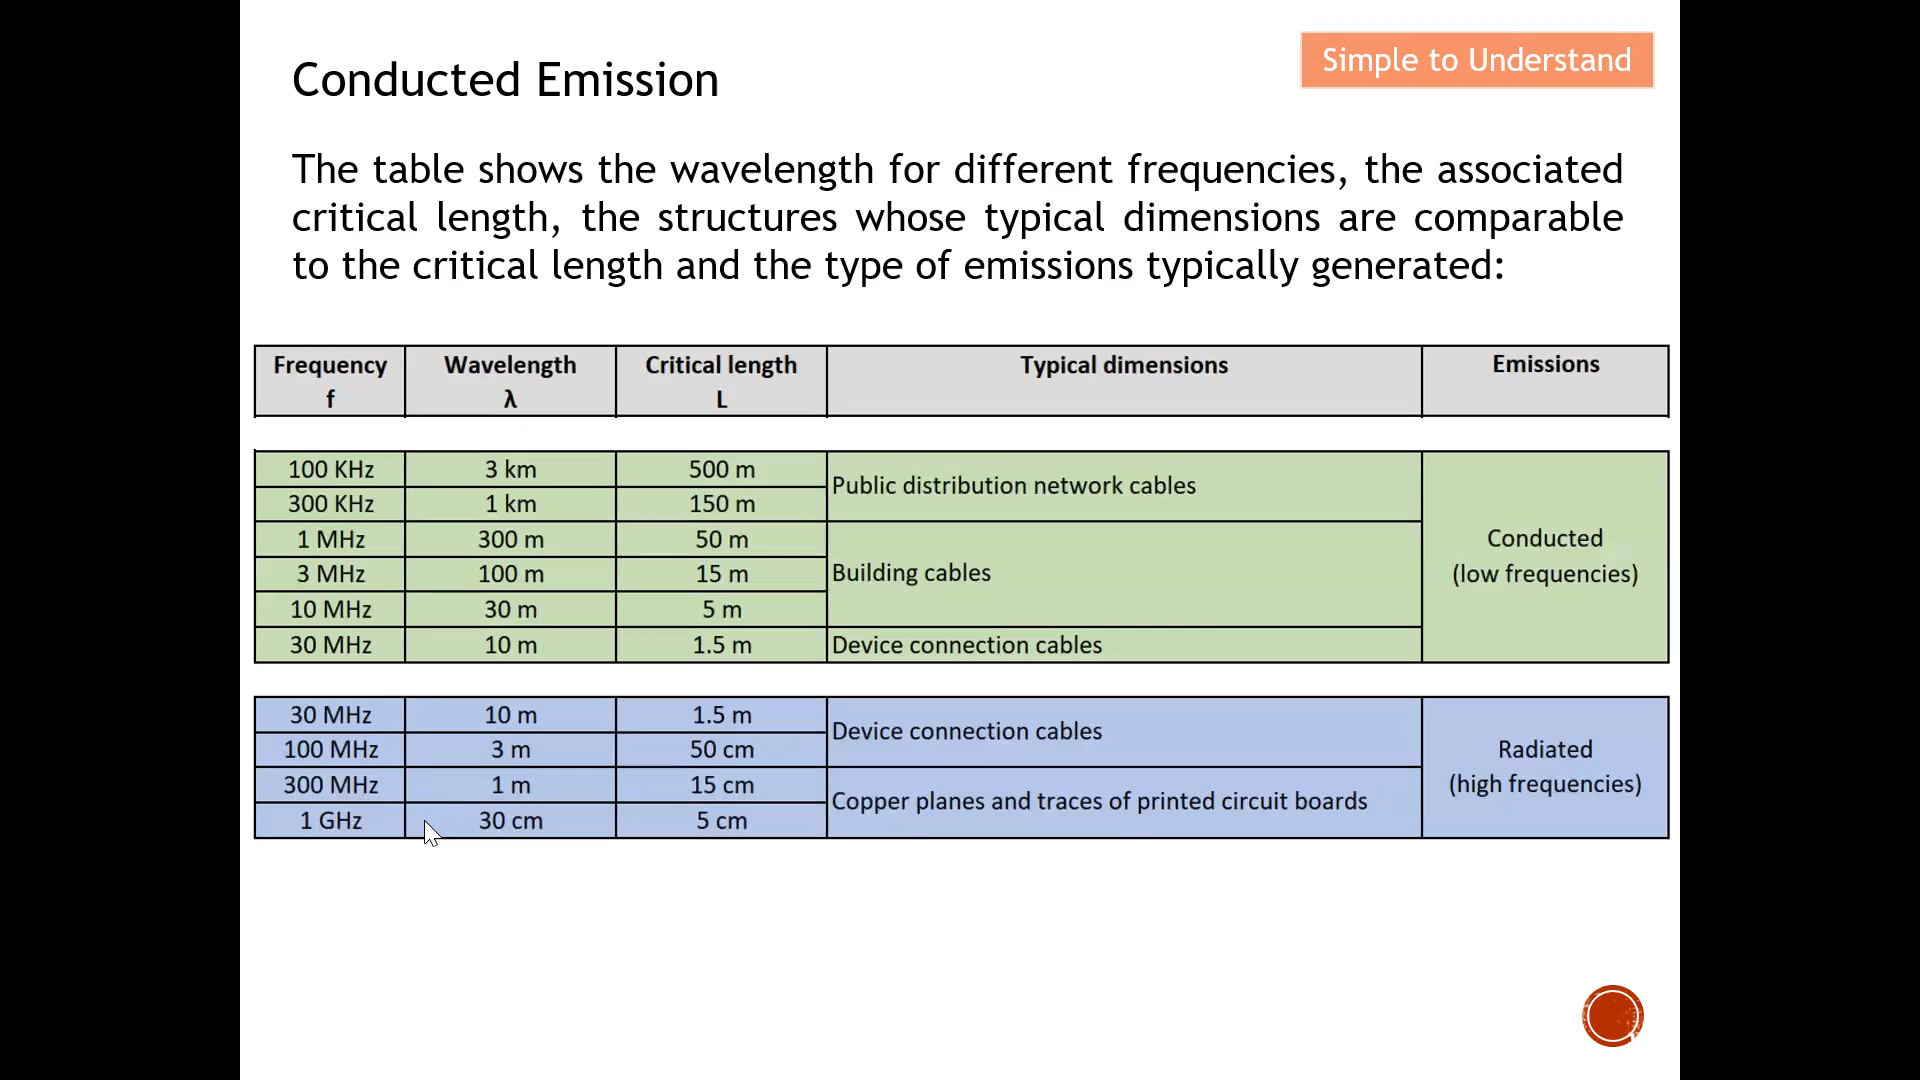 Simple to Understand
Conducted Emission
The table shows the wavelength for different frequencies, the associated
critical length, the structures whose typical dimensions are comparable
to the critical length and the type of emissions typically generated:
Frequency f Wavelength λ Critical length L Typical dimensions Emissions
100 KHz 3 km 500 m Public distribution network cables
300 KHz 1 km 150 m
1 MHz 300 m 50 m Building cables Conducted
3 MHz 100 m 15 m (low frequencies)
10 MHz 30 m 5 m
30 MHz 10 m 1.5 m Device connection cables
30 MHz 10 m 1.5 m Device connection cables
100 MHz 3 m 50 cm Radiated
300 MHz 1 m 15 cm Copper planes and traces of printed circuit boards (high frequencies)
1 GHz 30 cm 5 cm